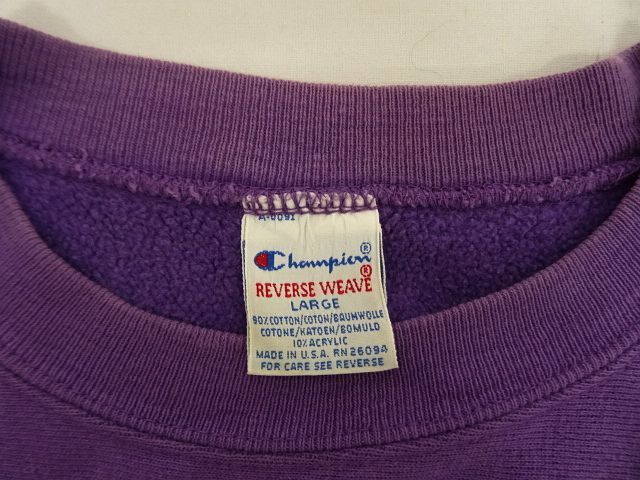 A-0091
Champion®
REVERSE WEAVE®
LARGE
90% COTTON/COTON/BAUMWOLLE
COTONE/KATOEN/BOMULD
10% ACRYLIC
MADE IN U.S.A. RN 26094
FOR CARE SEE REVERSE